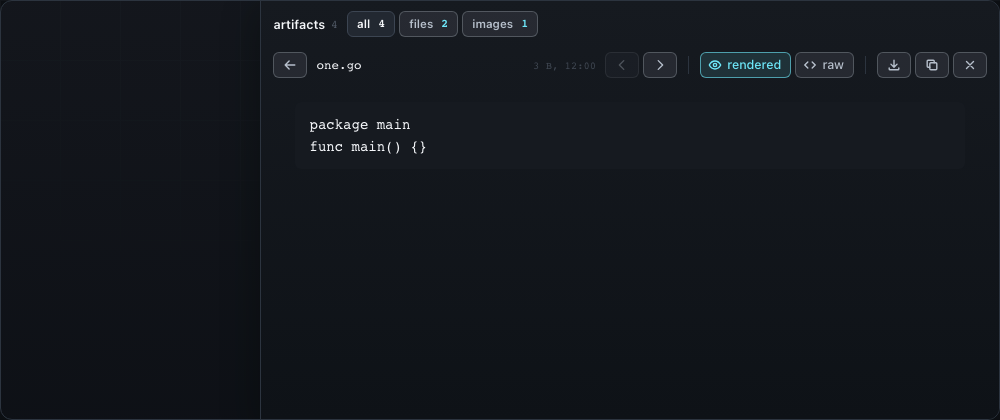 artifacts 4 all 4 files 2 images 1
one.go 3 B, 12:00 rendered raw
package main
func main() {}